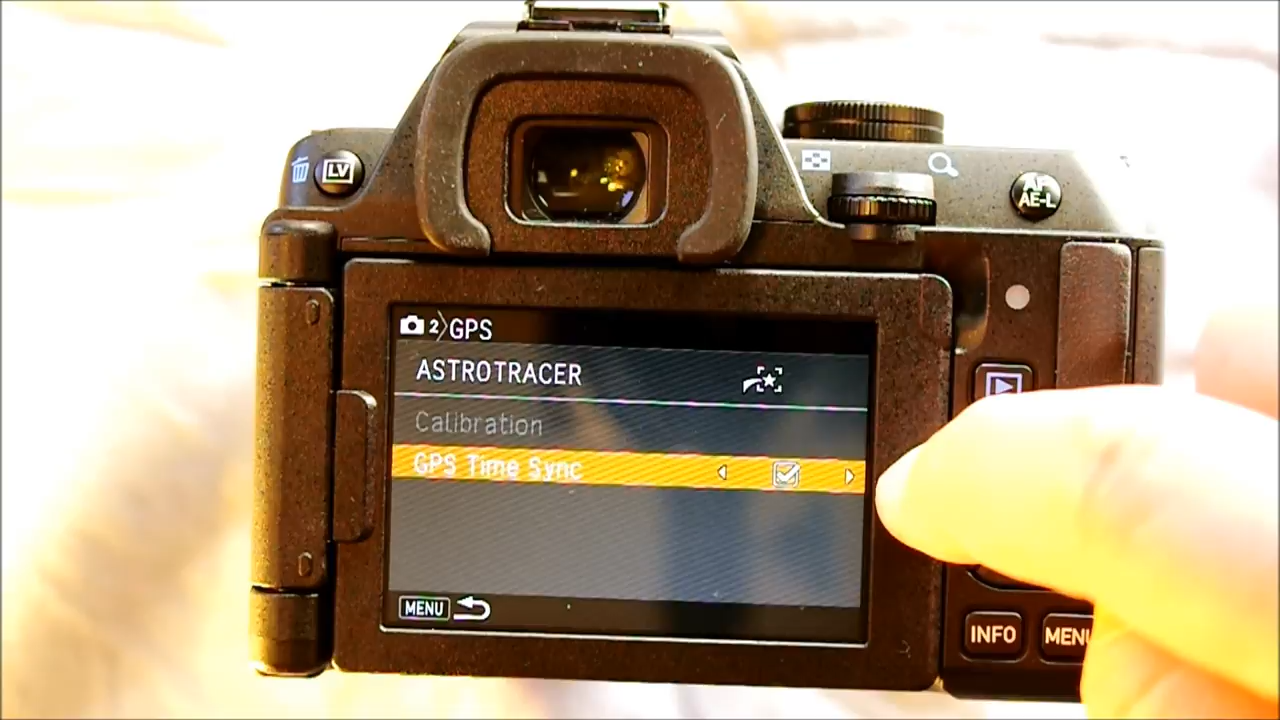 LV
AF
AE-L
2 GPS
ASTROTRACER
Calibration
GPS Time Sync
MENU
INFO
MENU